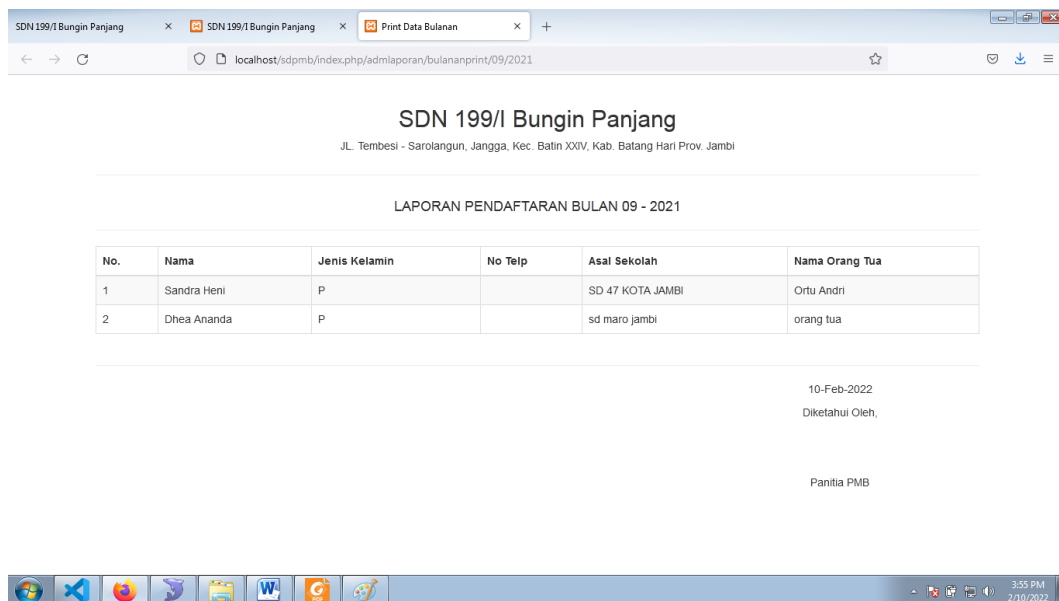 SDN 199/I Bungin Panjang
SDN 199/I Bungin Panjang
Print Data Bulanan
localhost/sdpmb/index.php/admlaporan/bulananprint/09/2021
SDN 199/I Bungin Panjang
JL. Tembesi - Sarolangun, Jangga, Kec. Batin XXIV, Kab. Batang Hari Prov. Jambi
LAPORAN PENDAFTARAN BULAN 09 - 2021
No. Nama Jenis Kelamin No Telp Asal Sekolah Nama Orang Tua
1 Sandra Heni P SD 47 KOTA JAMBI Ortu Andri
2 Dhea Ananda P sd maro jambi orang tua
10-Feb-2022
Diketahui Oleh,
Panitia PMB
3:55 PM
2/10/2022